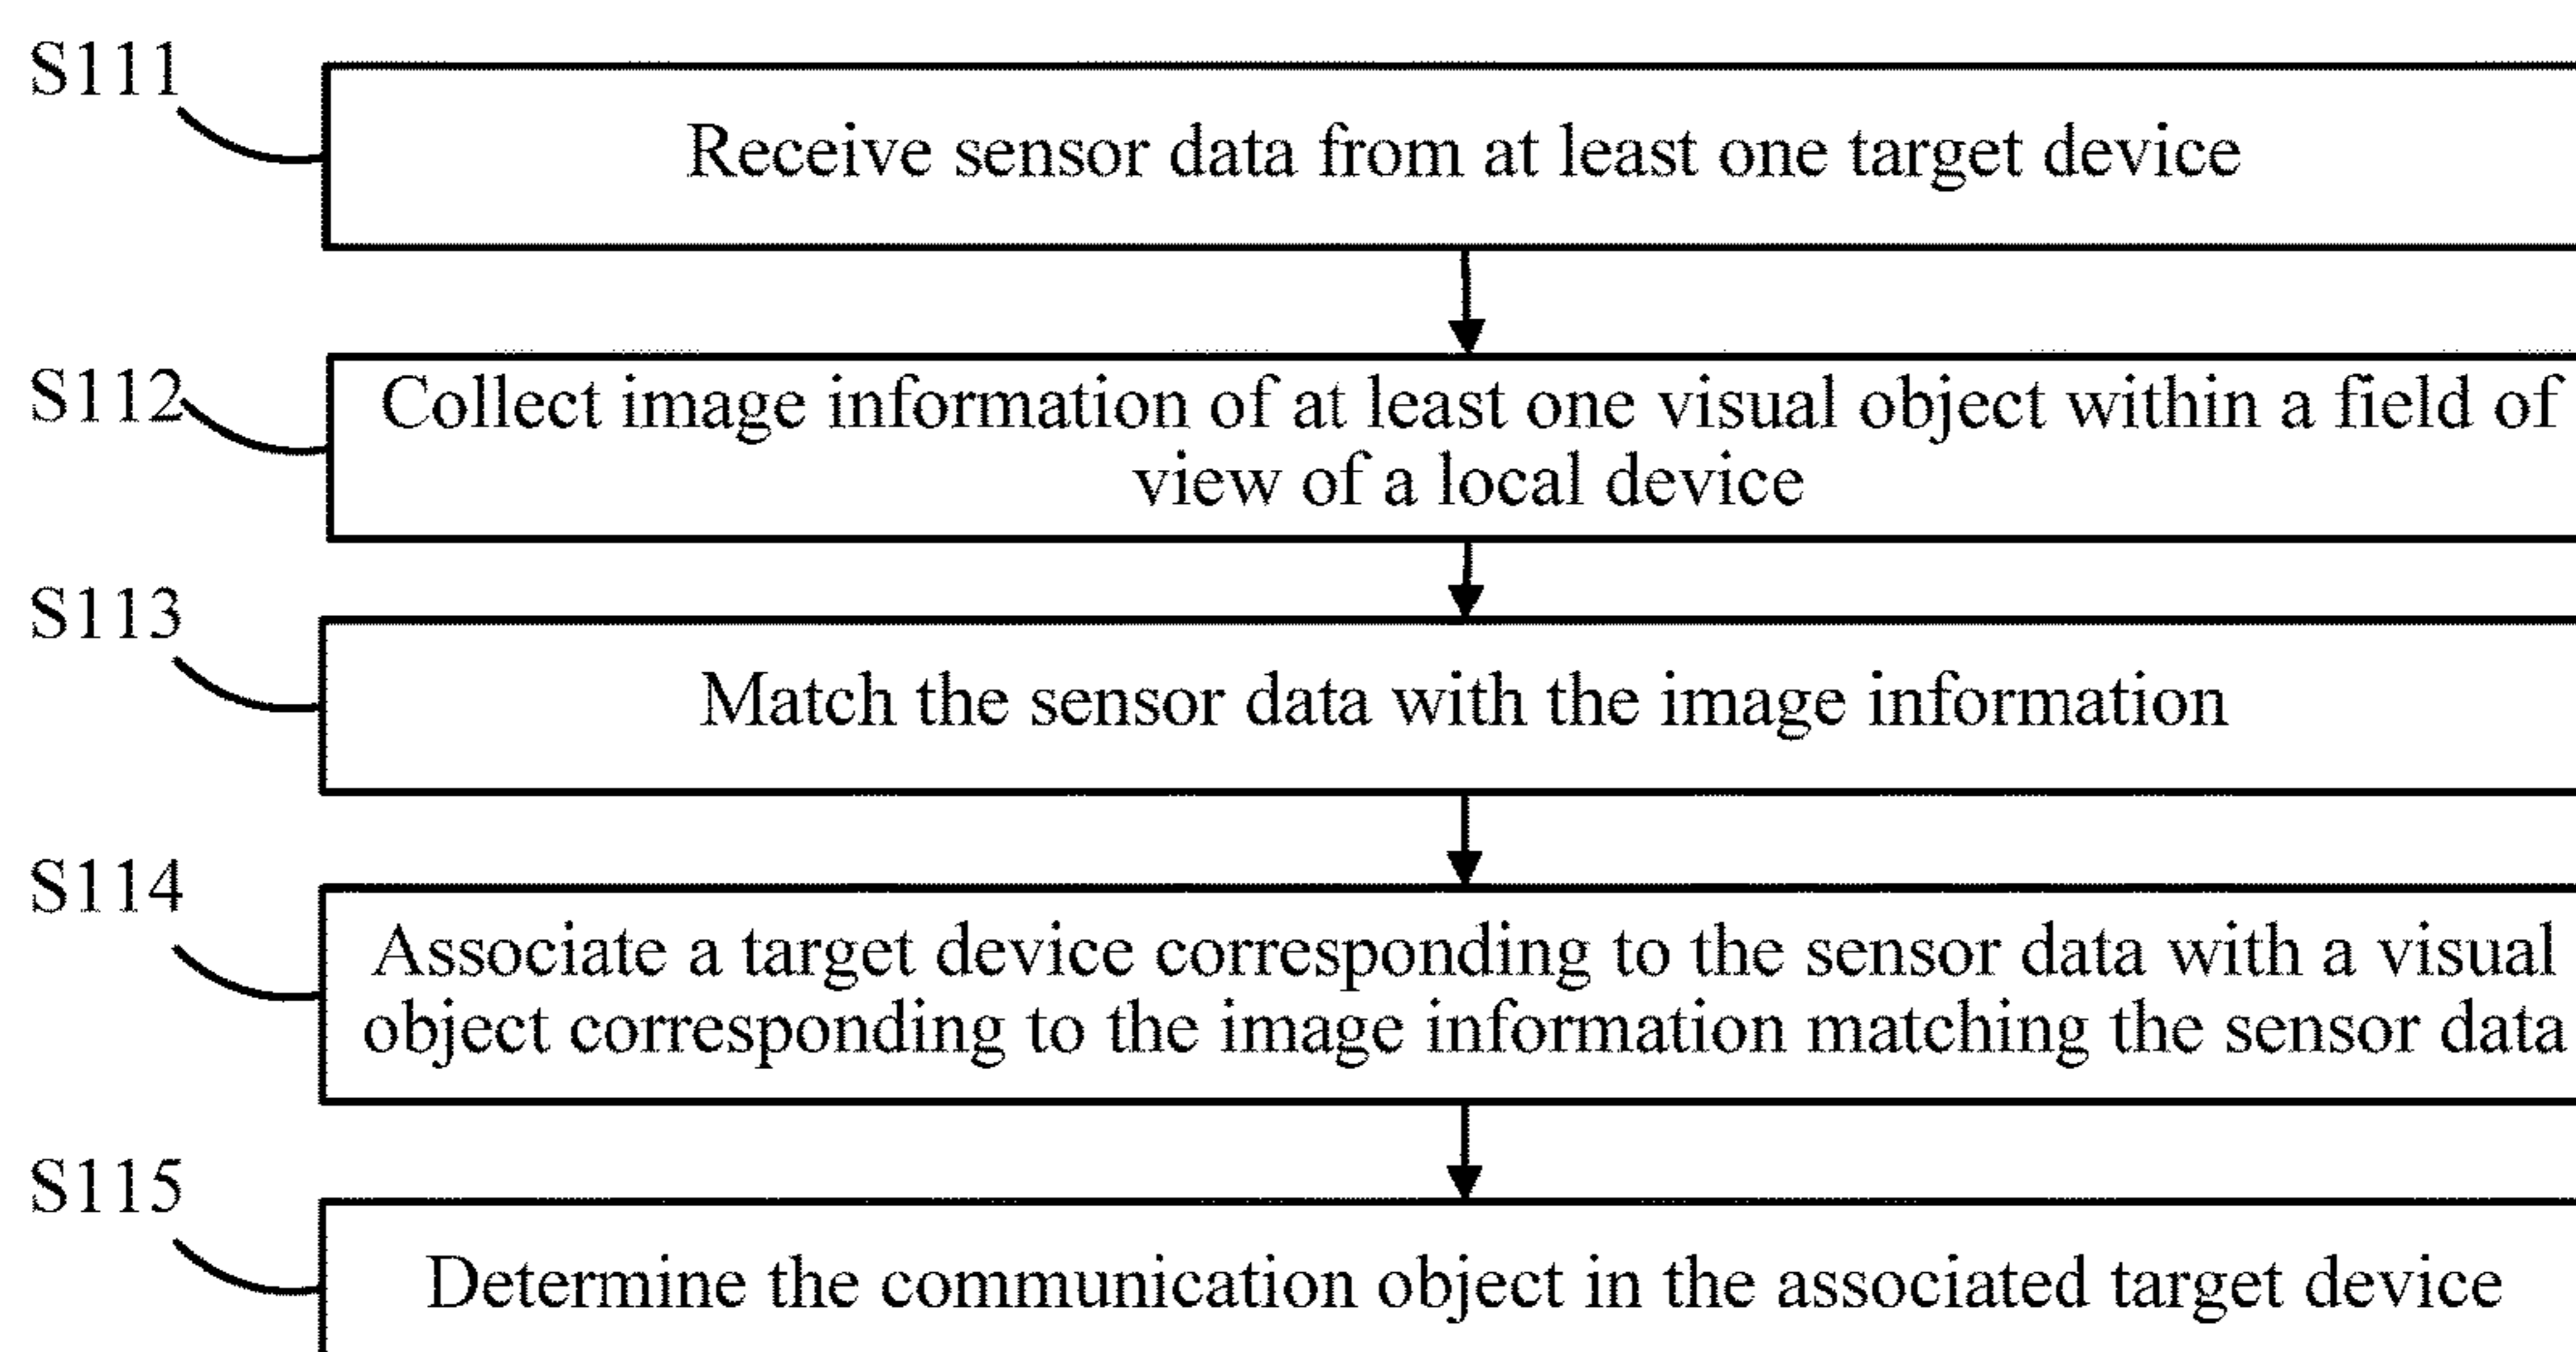 S111
Receive sensor data from at least one target device
S112
Collect image information of at least one visual object within a field of
view of a local device
S113
Match the sensor data with the image information
S114
Associate a target device corresponding to the sensor data with a visual
object corresponding to the image information matching the sensor data
S115
Determine the communication object in the associated target device